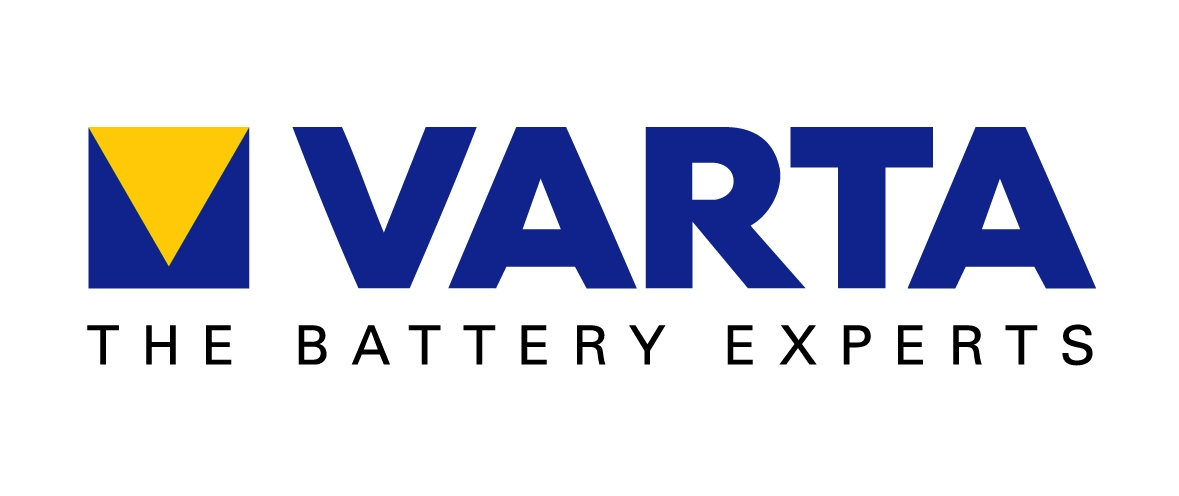 VARTA
THE BATTERY EXPERTS